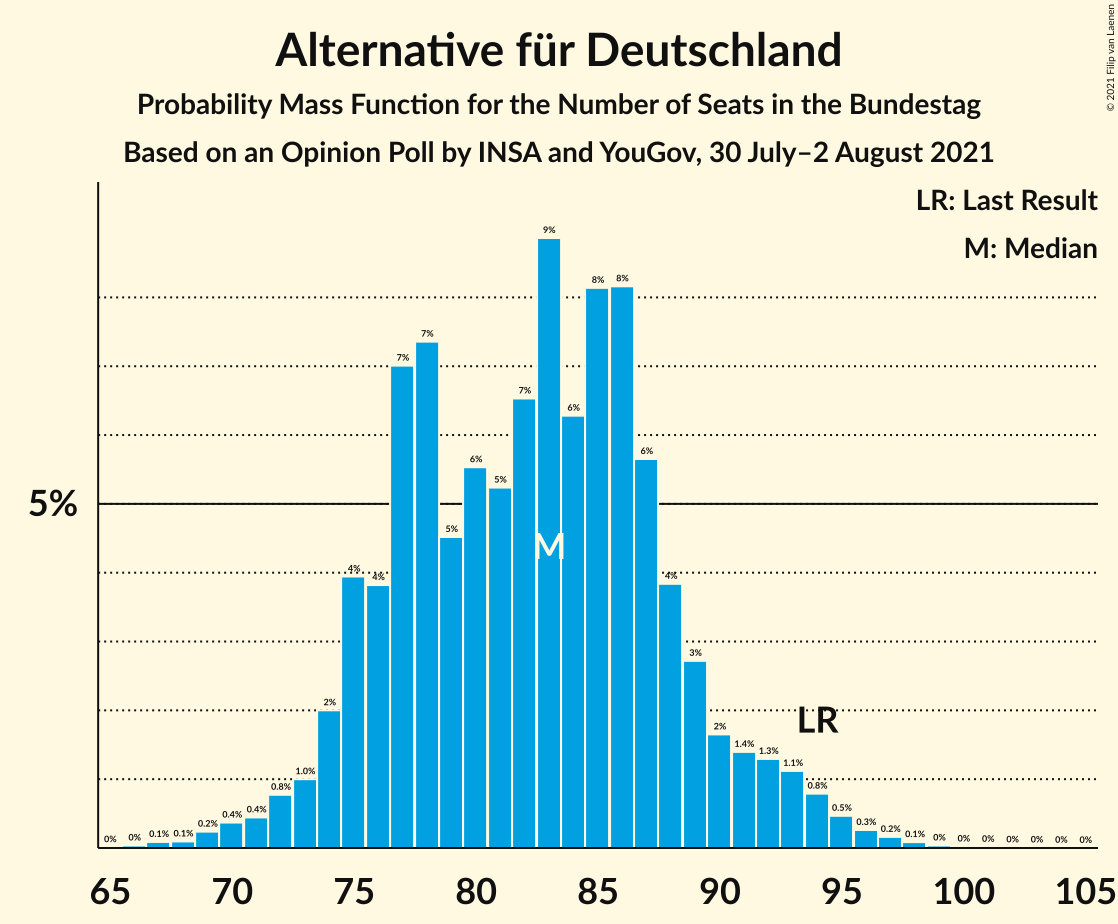 Alternative für Deutschland
Probability Mass Function for the Number of Seats in the Bundestag
Based on an Opinion Poll by INSA and YouGov, 30 July–2 August 2021
© 2021 Filip van Laenen
LR: Last Result
M: Median
5%
0% 0% 0.1% 0.1% 0.2% 0.4% 0.4% 0.8% 1.0% 2% 4% 4% 7% 7% 5% 6% 5% 7% 9% 6% 8% 8% 6% 4% 3% 2% 1.4% 1.3% 1.1% 0.8% 0.5% 0.3% 0.2% 0.1% 0% 0% 0% 0% 0% 0% 0%
M
LR
65 70 75 80 85 90 95 100 105